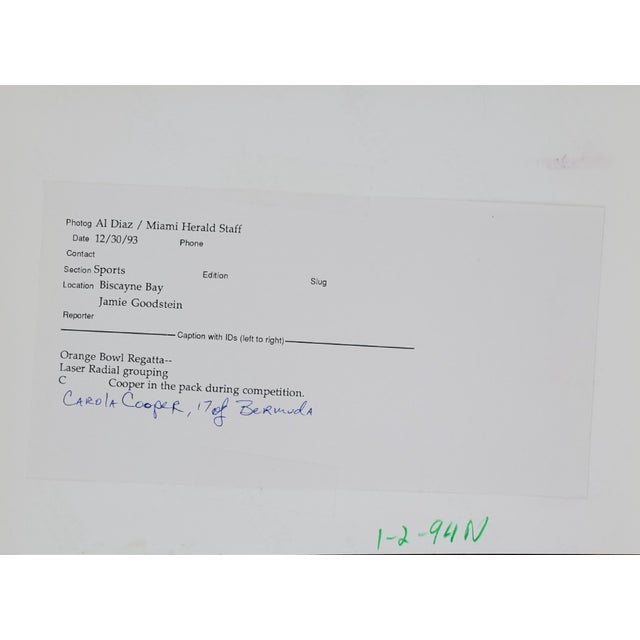 Photog Al Diaz / Miami Herald Staff
Date 12/30/93 Phone
Contact
Section Sports Edition Slug
Location Biscayne Bay
Jamie Goodstein
Reporter
Caption with IDs (left to right)
Orange Bowl Regatta--
Laser Radial grouping
C Cooper in the pack during competition.
Carola Cooper, 17 of Bermuda
1-2-94N